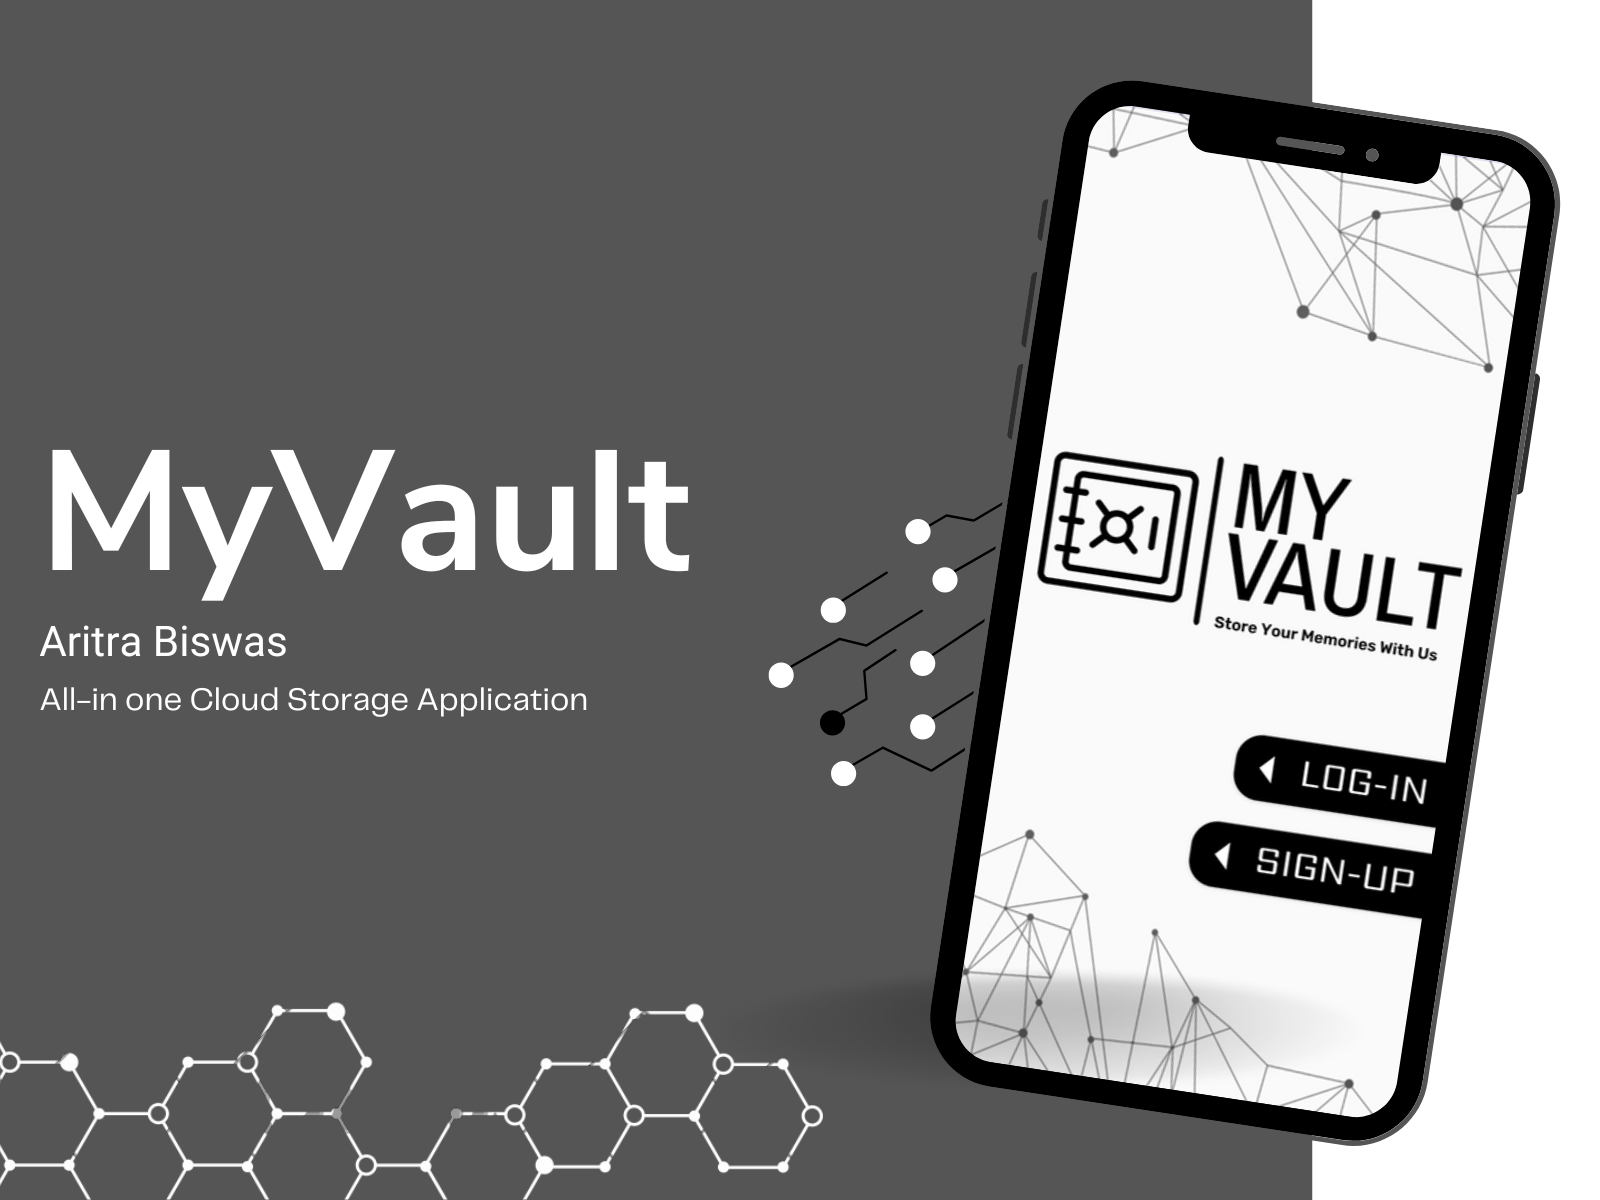 MyVault
Aritra Biswas
All-in one Cloud Storage Application
MY
VAULT
Store Your Memories With Us
LOG-IN
SIGN-UP